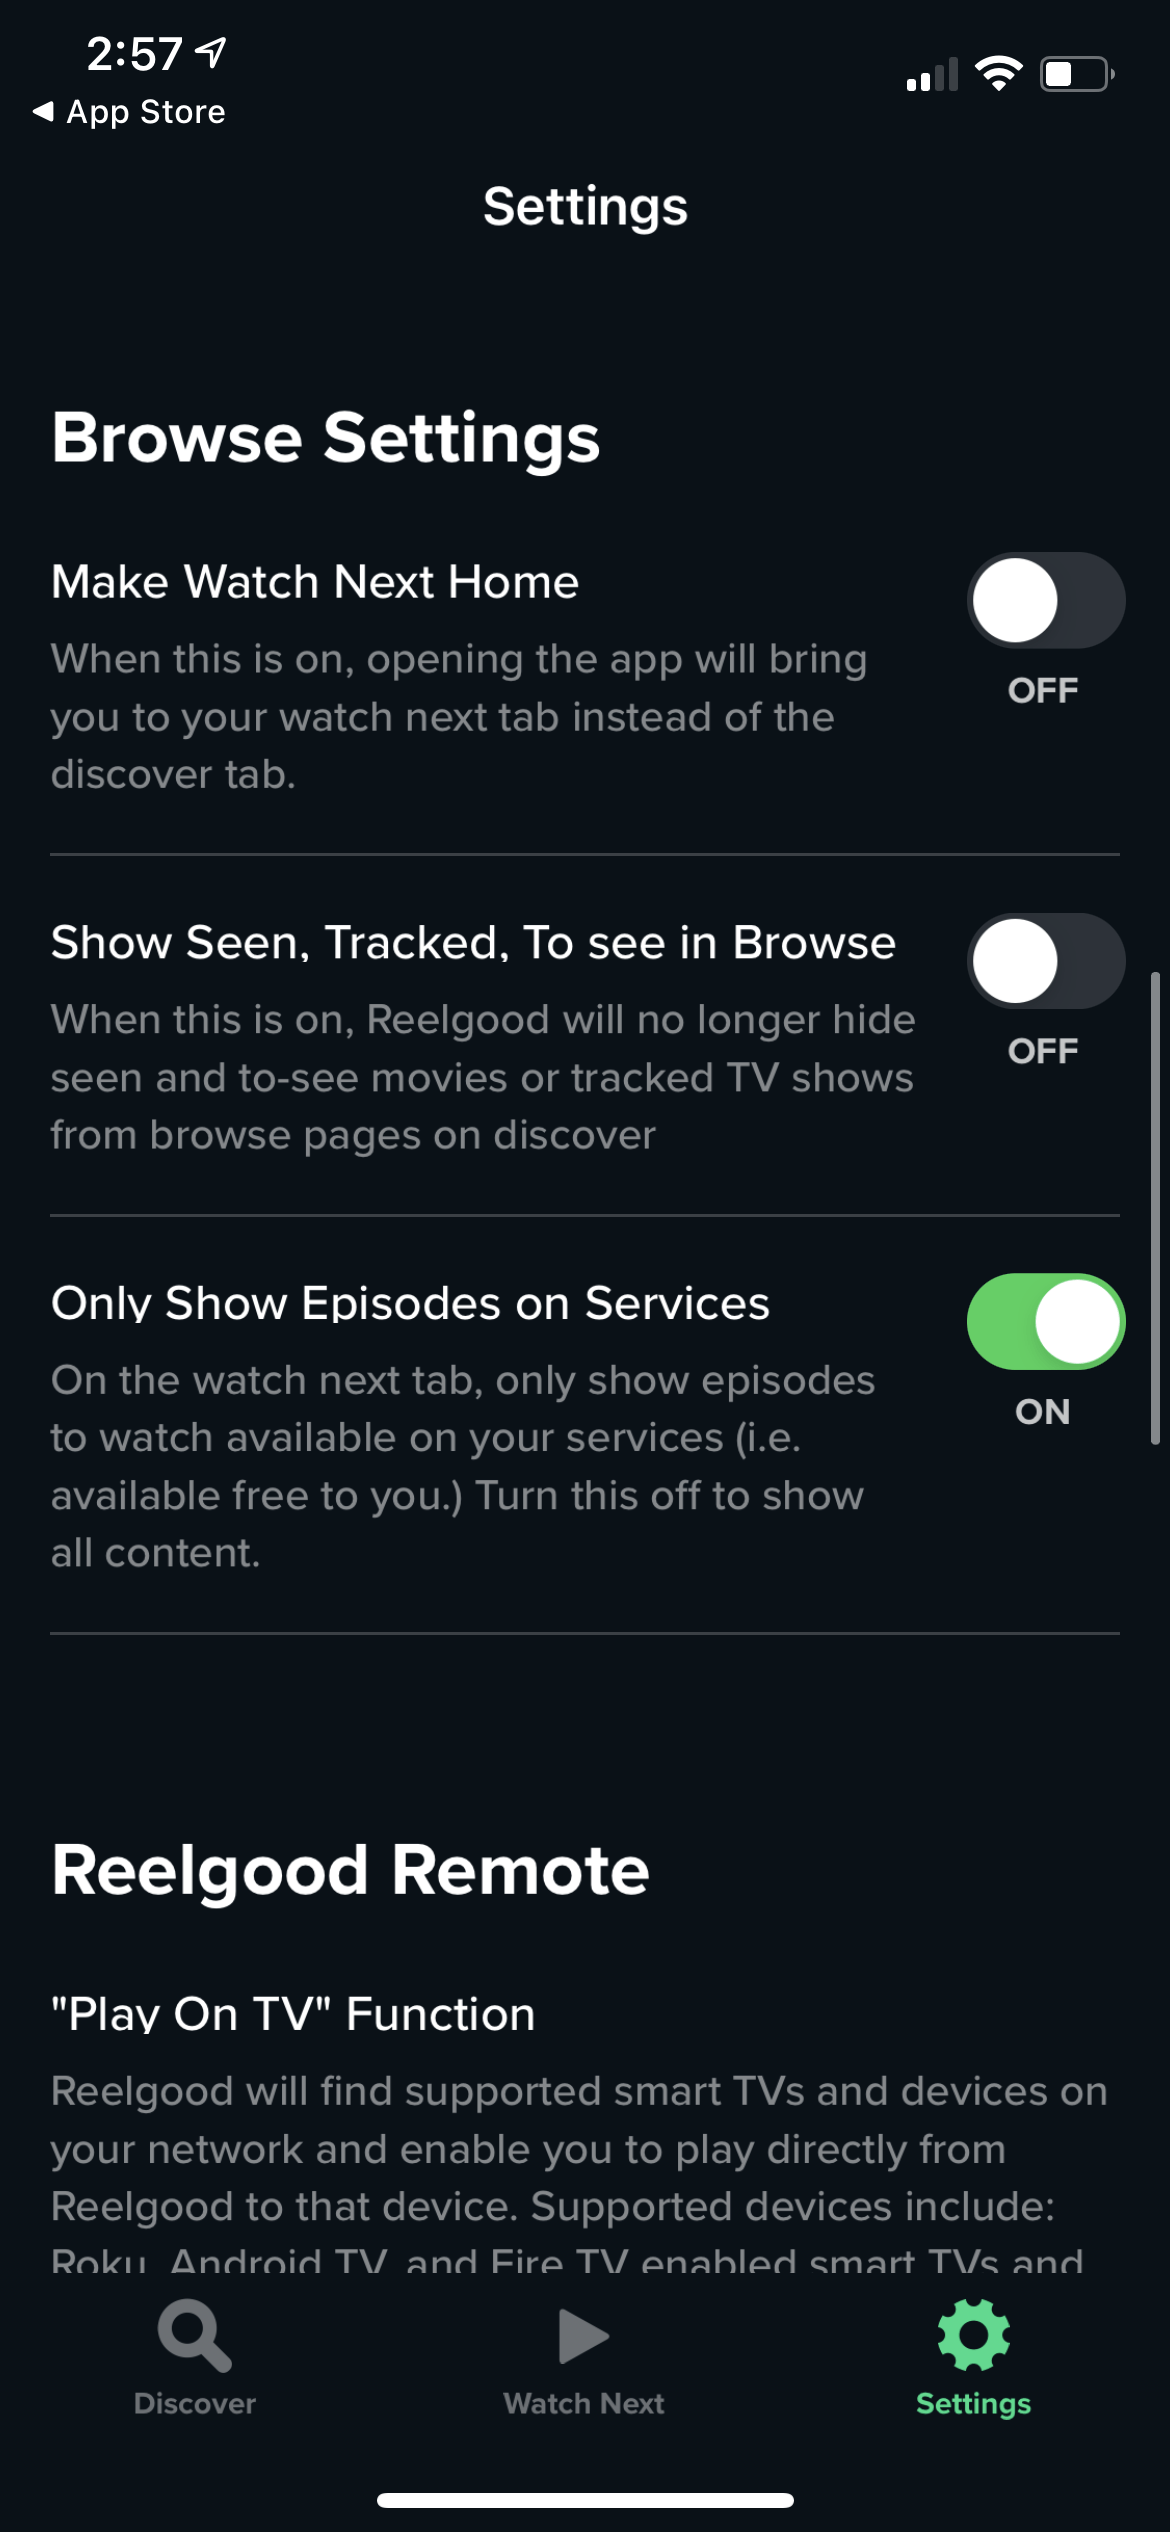 2:57
◀ App Store
Settings
Browse Settings
Make Watch Next Home
When this is on, opening the app will bring
you to your watch next tab instead of the
discover tab.
OFF
Show Seen, Tracked, To see in Browse
When this is on, Reelgood will no longer hide
seen and to-see movies or tracked TV shows
from browse pages on discover
OFF
Only Show Episodes on Services
On the watch next tab, only show episodes
to watch available on your services (i.e.
available free to you.) Turn this off to show
all content.
ON
Reelgood Remote
"Play On TV" Function
Reelgood will find supported smart TVs and devices on
your network and enable you to play directly from
Reelgood to that device. Supported devices include:
Roku, Android TV, and Fire TV enabled smart TVs and
Discover
Watch Next
Settings